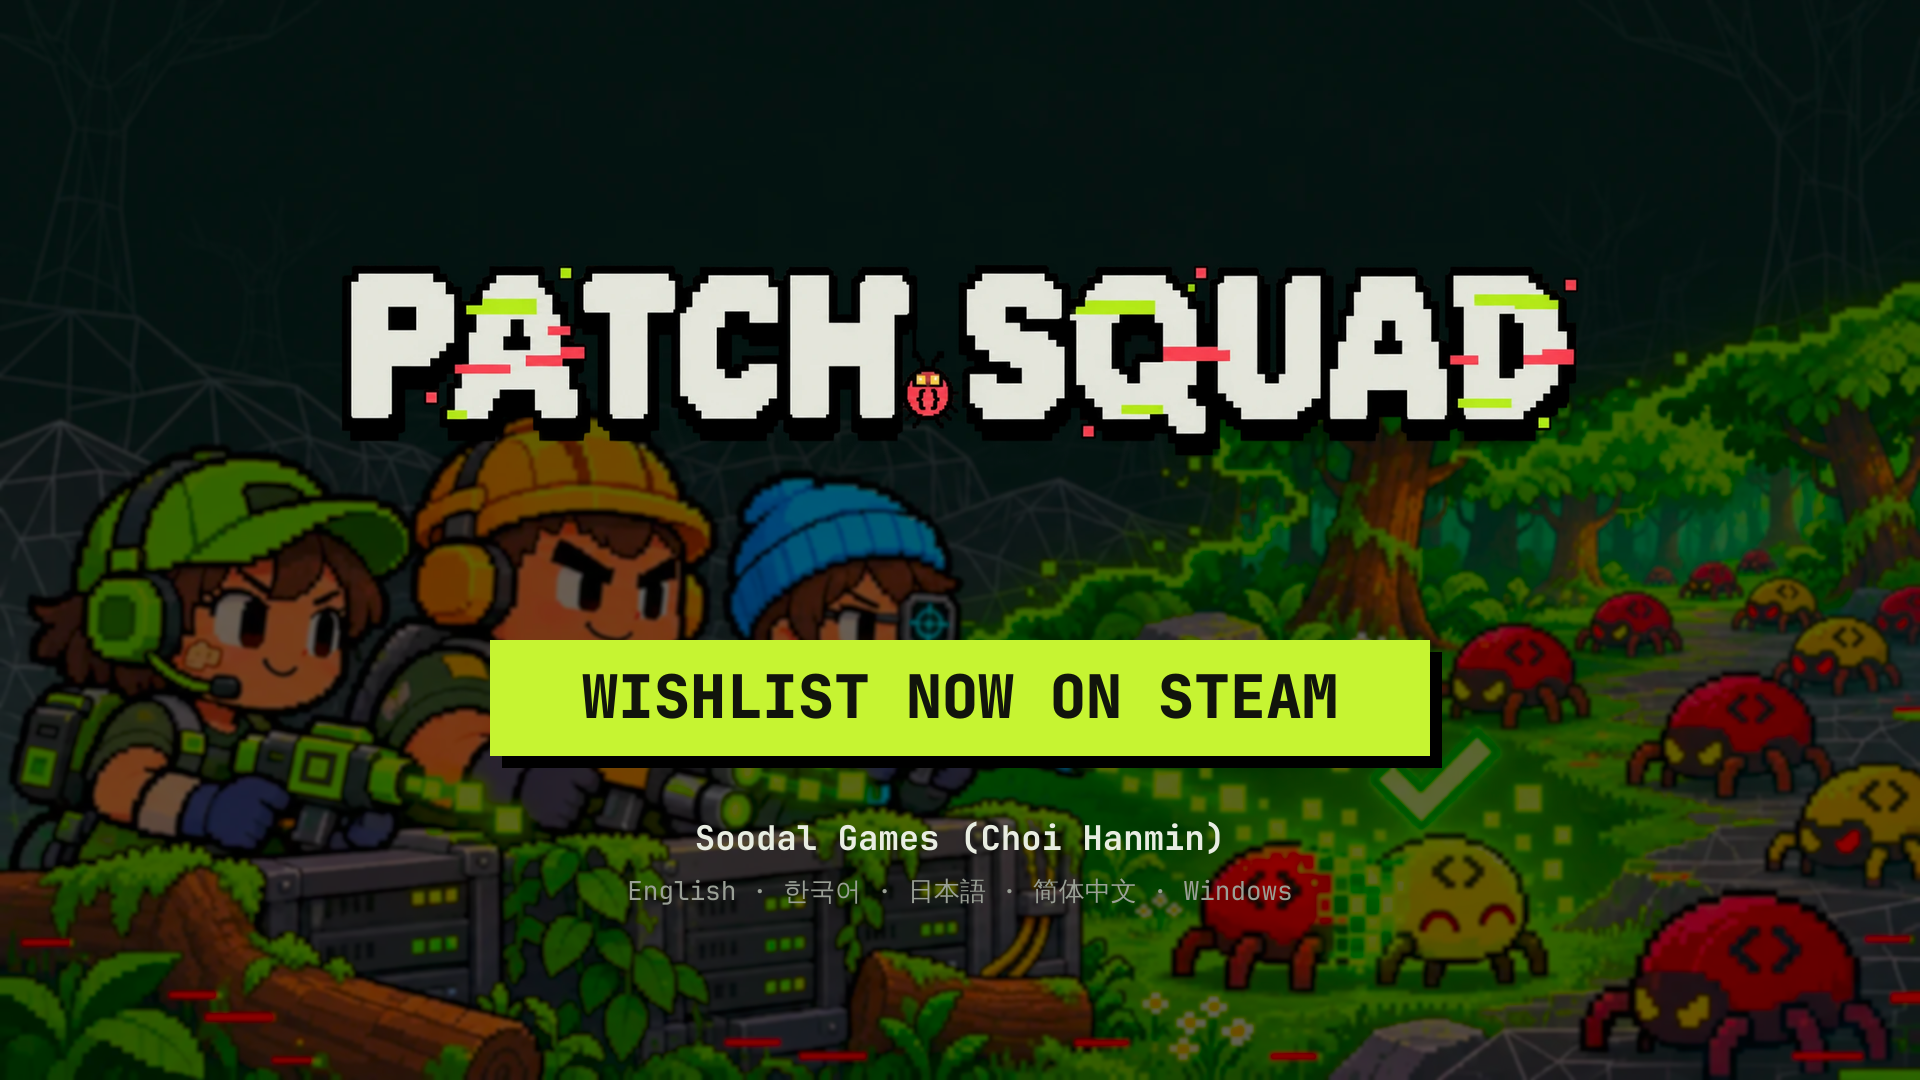 PATCH SQUAD
WISHLIST NOW ON STEAM
Soodal Games (Choi Hanmin)
English · 한국어 · 日本語 · 简体中文 · Windows